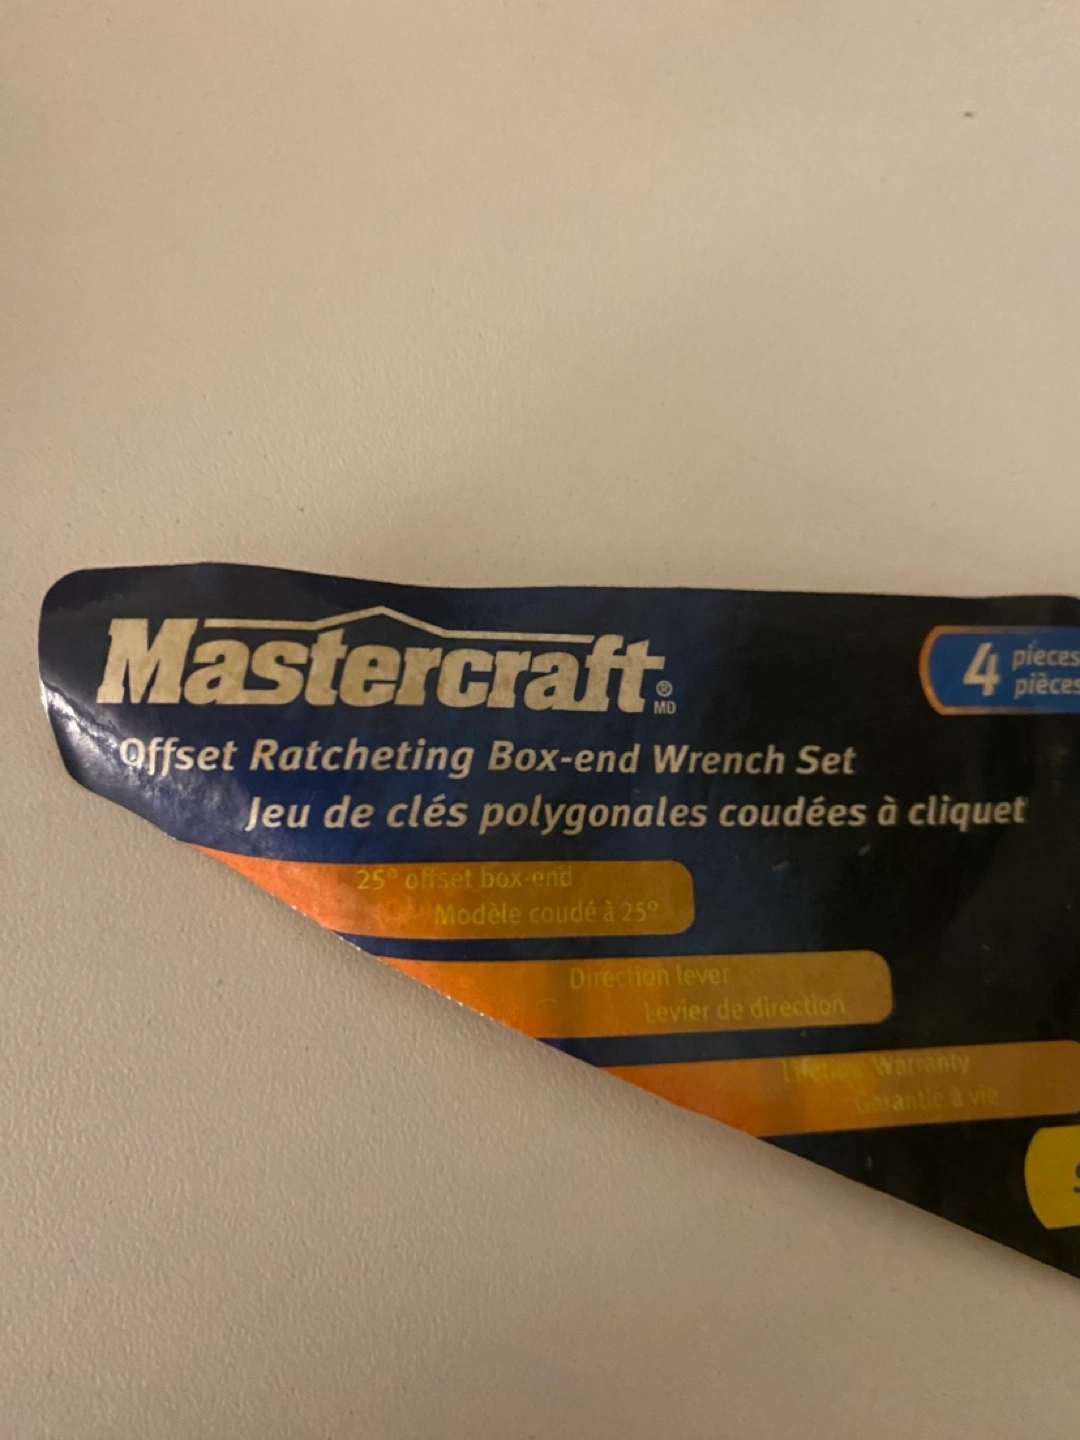 Mastercraft®
MD
4 pieces
pièces
Offset Ratcheting Box-end Wrench Set
Jeu de clés polygonales coudées à cliquet
25° offset box-end
Modèle coudé à 25°
Direction lever
Levier de direction
Lifetime Warranty
Garantie à vie